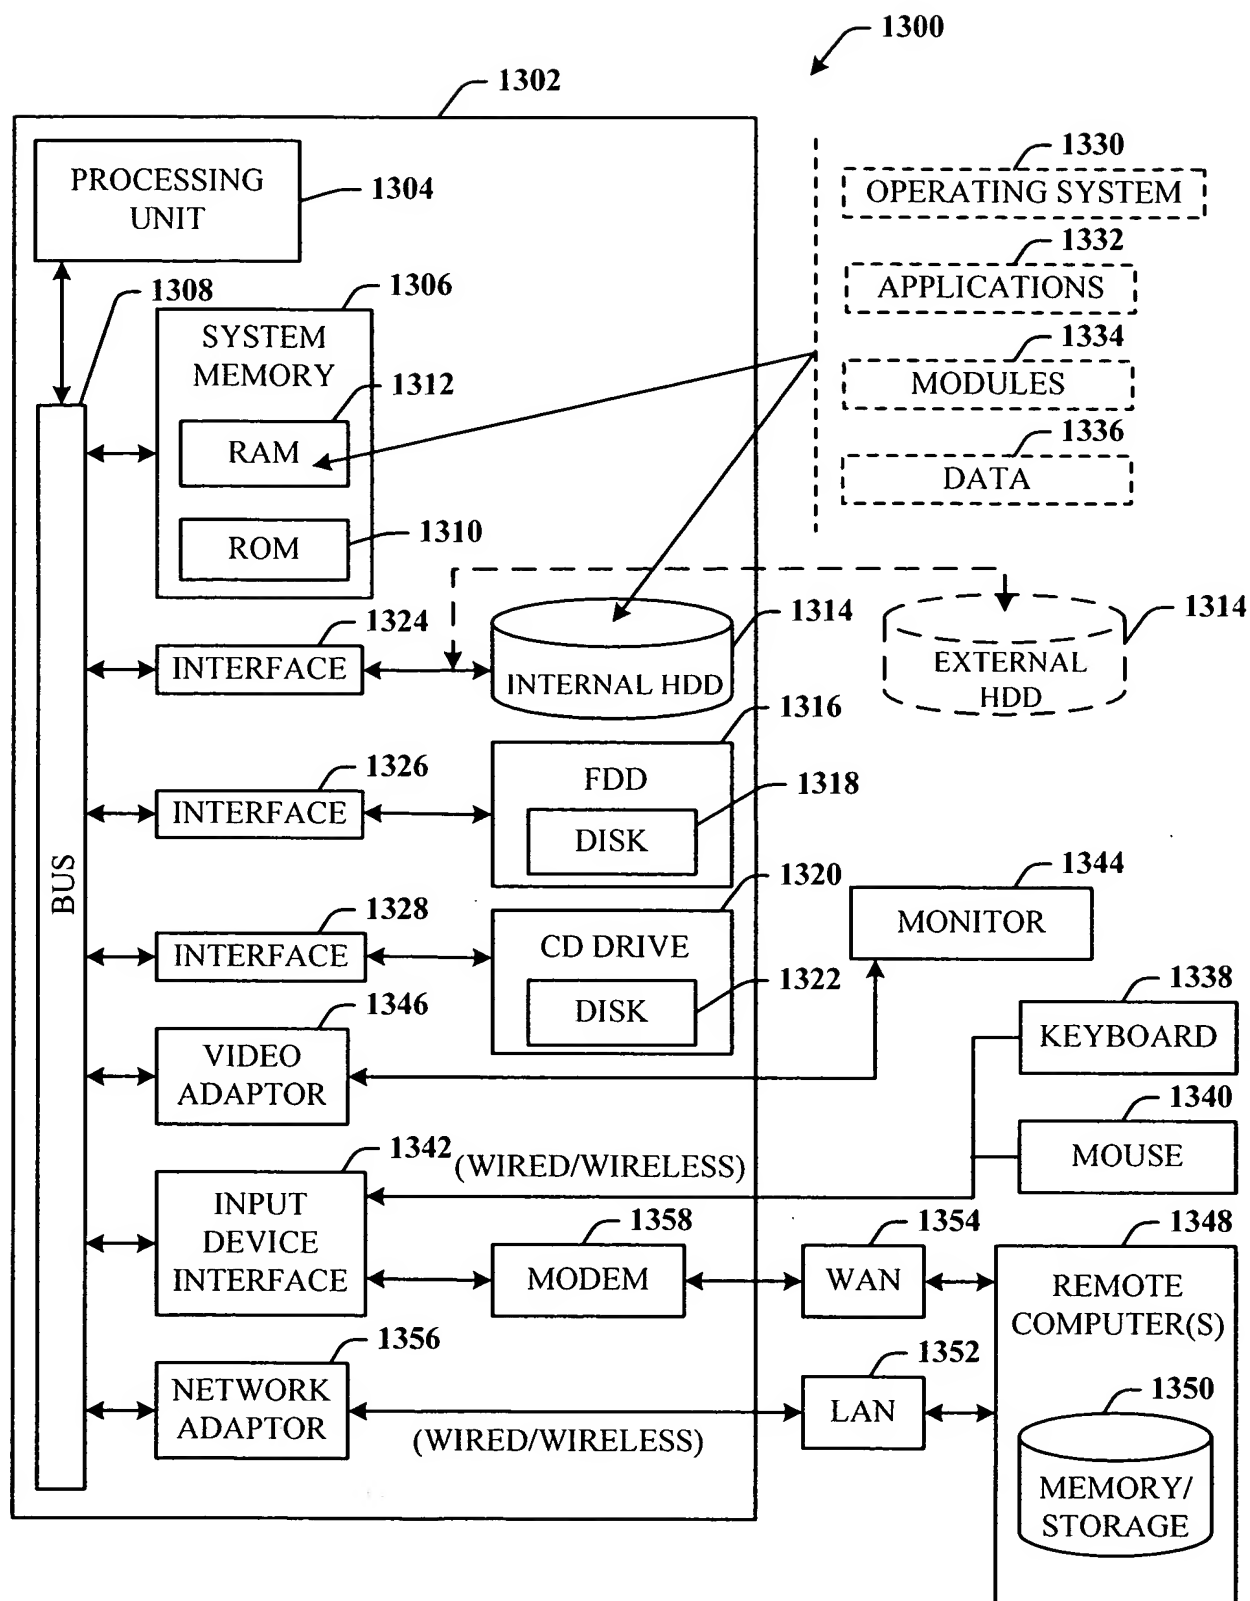 1300
1302
PROCESSING
UNIT
1304
1330
OPERATING SYSTEM
1332
APPLICATIONS
1334
MODULES
1336
DATA
1308
1306
SYSTEM
MEMORY
1312
RAM
1310
ROM
1324
INTERFACE
1314
INTERNAL HDD
1314
EXTERNAL
HDD
1316
FDD
1326
INTERFACE
1318
DISK
BUS
1320
CD DRIVE
1328
INTERFACE
1322
DISK
1344
MONITOR
1346
VIDEO
ADAPTOR
1338
KEYBOARD
1340
MOUSE
1342
(WIRED/WIRELESS)
INPUT
DEVICE
INTERFACE
1358
MODEM
1354
WAN
1348
REMOTE
COMPUTER(S)
1356
NETWORK
ADAPTOR
(WIRED/WIRELESS)
1352
LAN
1350
MEMORY/
STORAGE